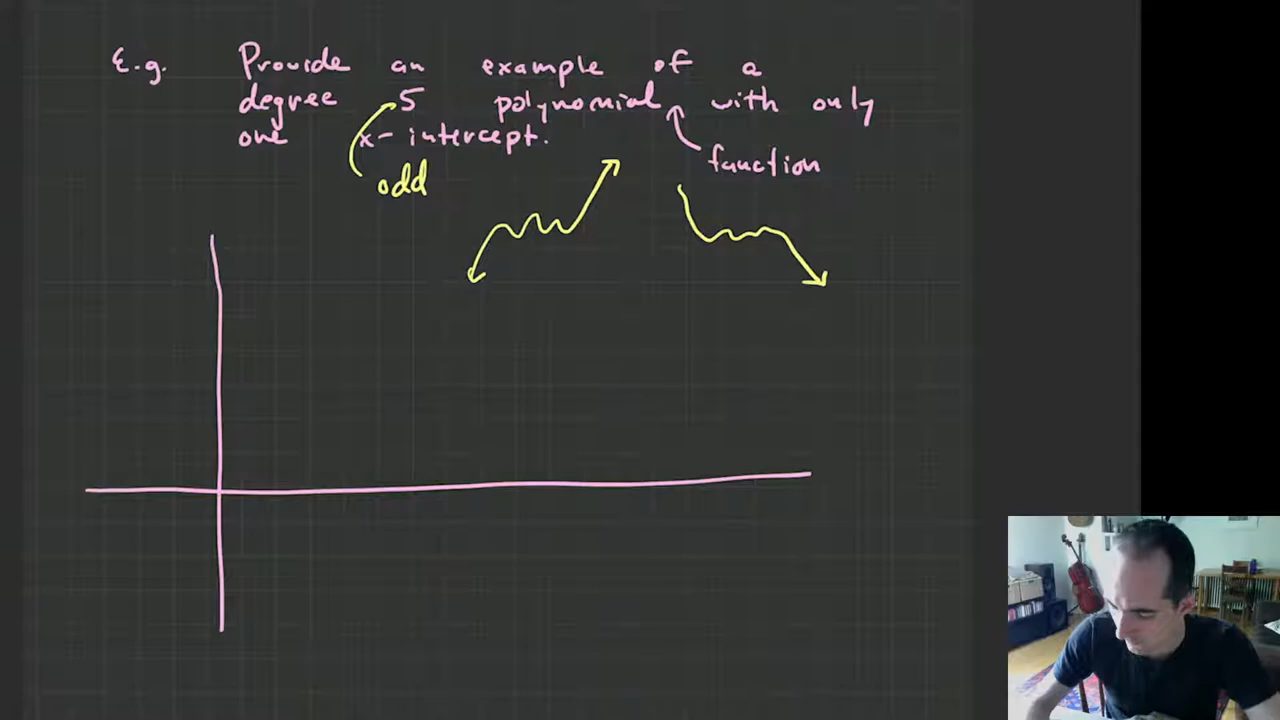 E.g. Provide an example of a
degree 5 polynomial with only
one x-intercept.
function
odd